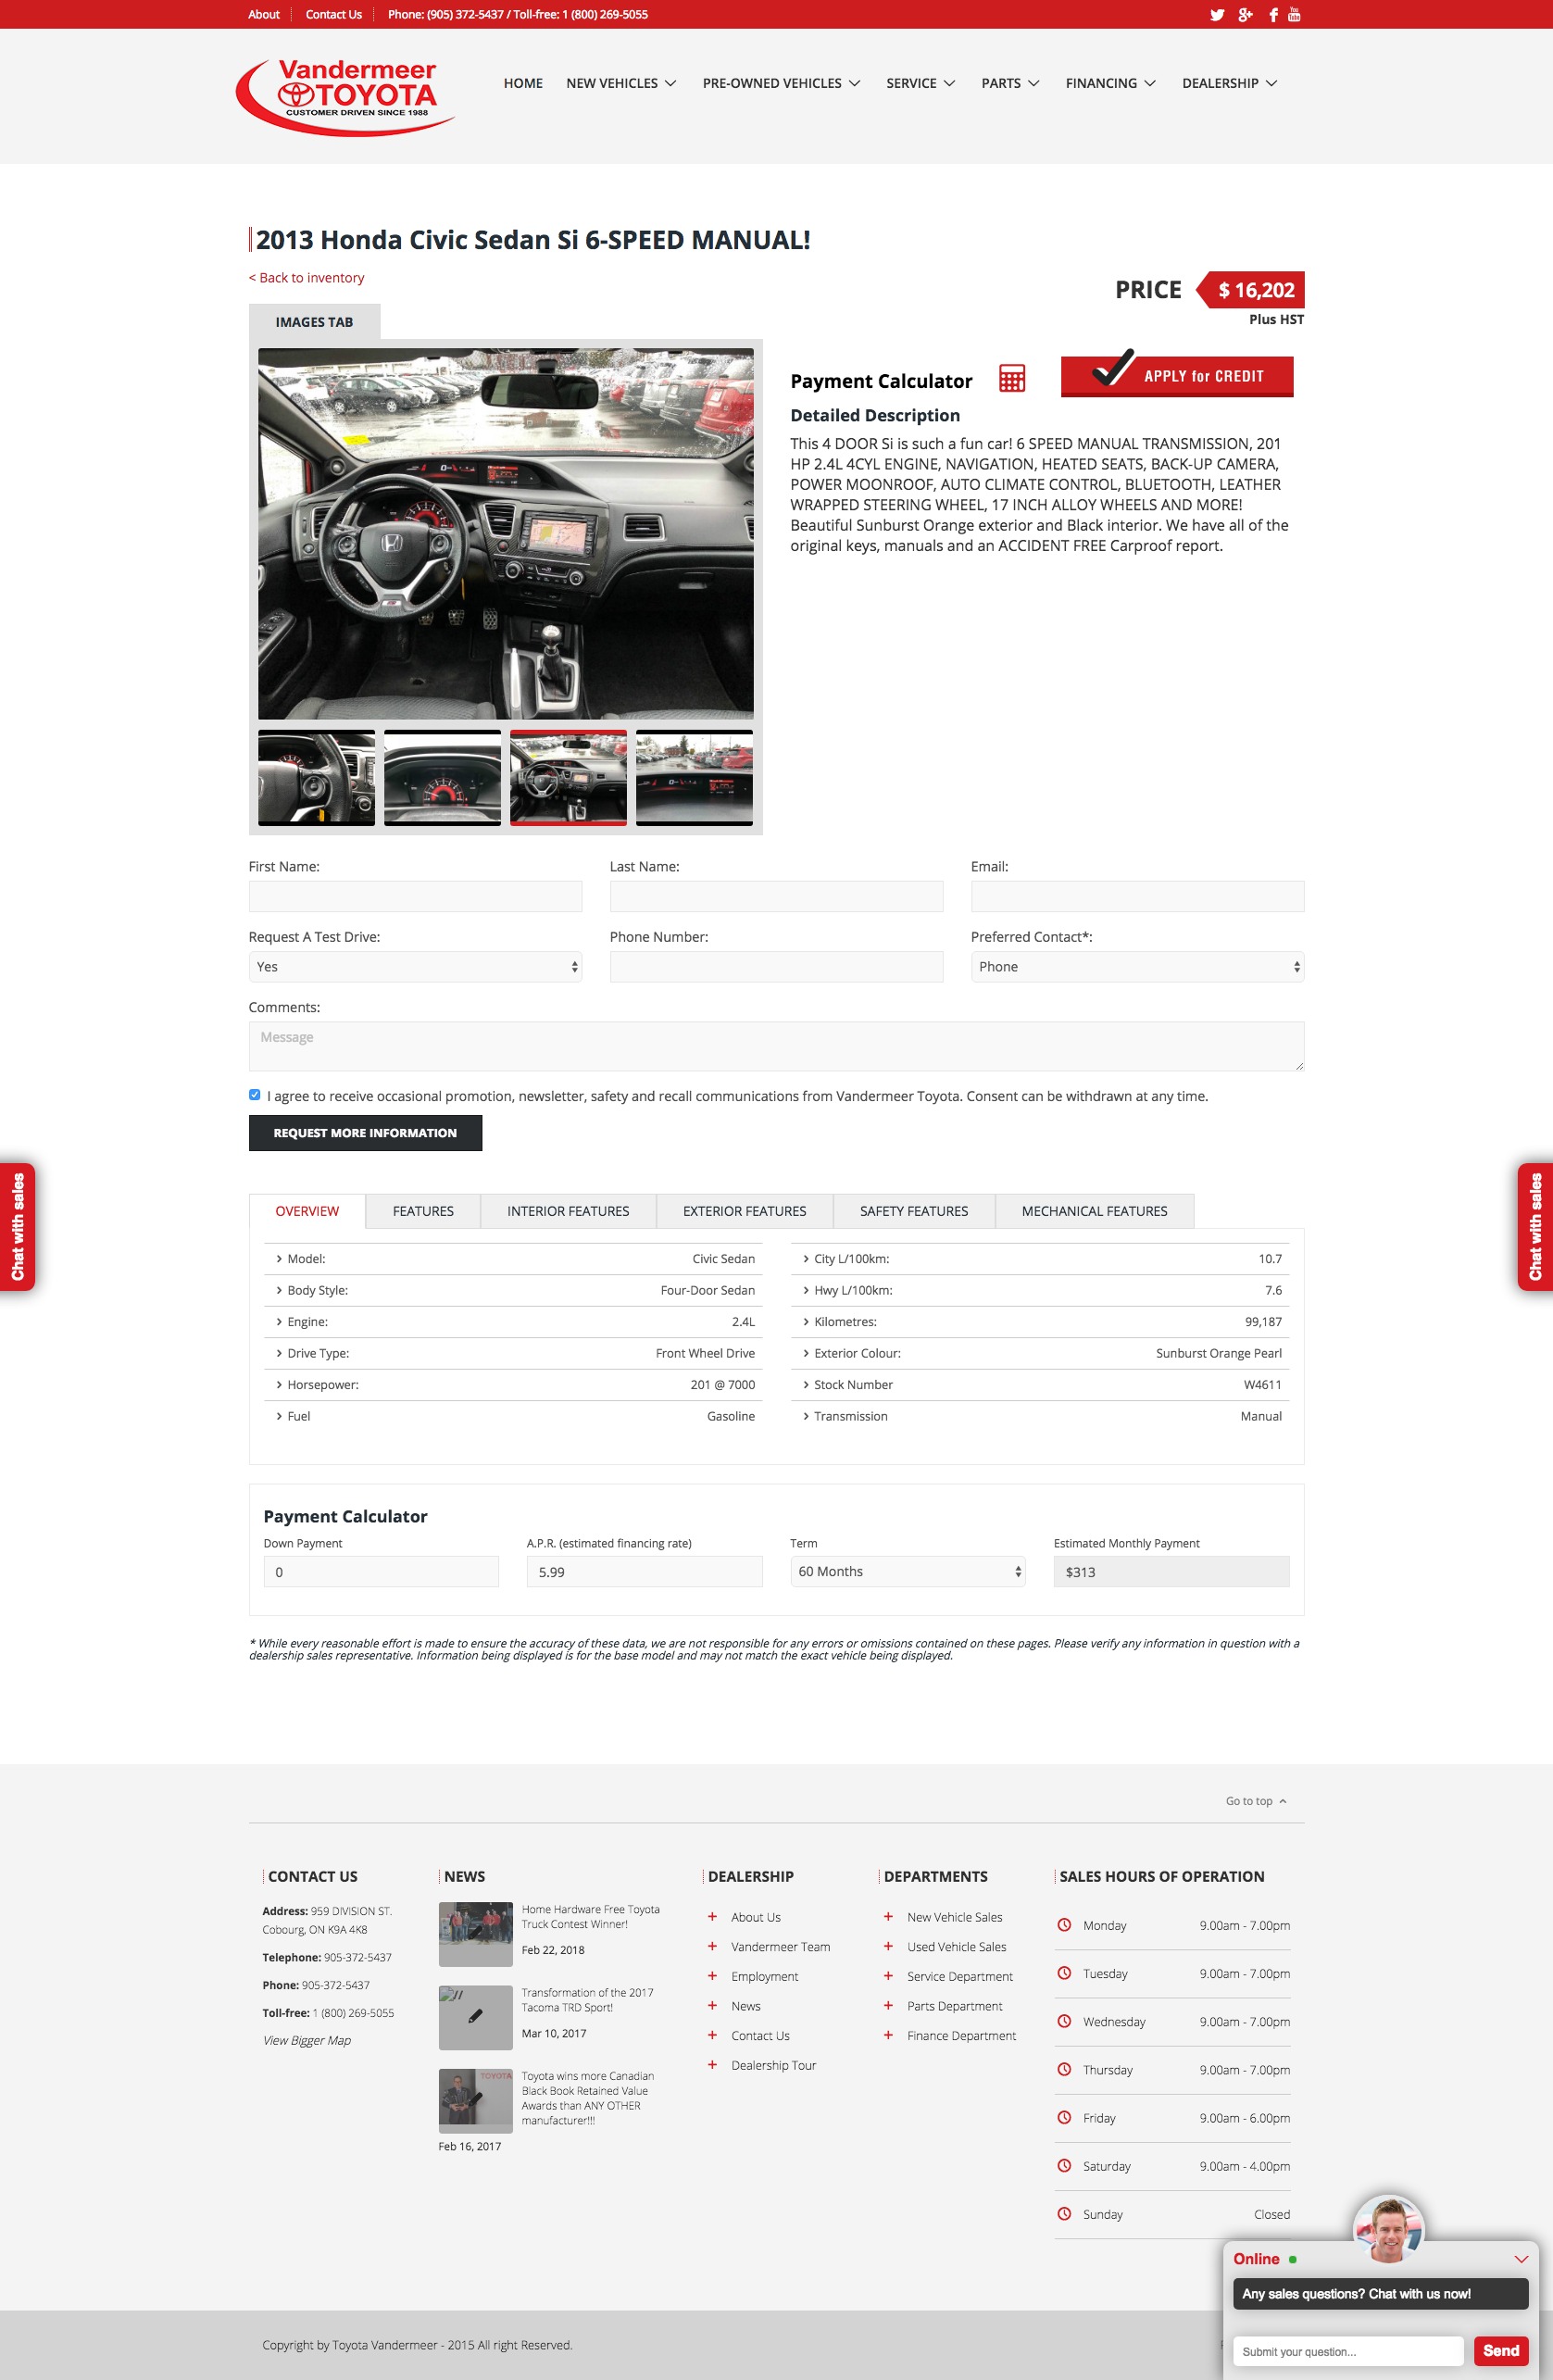 About
Contact Us
Phone: (905) 372-5437 / Toll-free: 1 (800) 269-5055
Vandermeer
TOYOTA
CUSTOMER DRIVEN SINCE 1988
HOME
NEW VEHICLES
PRE-OWNED VEHICLES
SERVICE
PARTS
FINANCING
DEALERSHIP
2013 Honda Civic Sedan Si 6-SPEED MANUAL!
< Back to inventory
PRICE
$ 16,202
Plus HST
IMAGES TAB
Payment Calculator
APPLY for CREDIT
Detailed Description
This 4 DOOR Si is such a fun car! 6 SPEED MANUAL TRANSMISSION, 201
HP 2.4L 4CYL ENGINE, NAVIGATION, HEATED SEATS, BACK-UP CAMERA,
POWER MOONROOF, AUTO CLIMATE CONTROL, BLUETOOTH, LEATHER
WRAPPED STEERING WHEEL, 17 INCH ALLOY WHEELS AND MORE!
Beautiful Sunburst Orange exterior and Black interior. We have all of the
original keys, manuals and an ACCIDENT FREE Carproof report.
First Name:
Last Name:
Email:
Request A Test Drive:
Phone Number:
Preferred Contact*:
Yes
Phone
Comments:
Message
I agree to receive occasional promotion, newsletter, safety and recall communications from Vandermeer Toyota. Consent can be withdrawn at any time.
REQUEST MORE INFORMATION
Chat with sales
Chat with sales
OVERVIEW
FEATURES
INTERIOR FEATURES
EXTERIOR FEATURES
SAFETY FEATURES
MECHANICAL FEATURES
Model: Civic Sedan
Body Style: Four-Door Sedan
Engine: 2.4L
Drive Type: Front Wheel Drive
Horsepower: 201 @ 7000
Fuel Gasoline
City L/100km: 10.7
Hwy L/100km: 7.6
Kilometres: 99,187
Exterior Colour: Sunburst Orange Pearl
Stock Number W4611
Transmission Manual
Payment Calculator
Down Payment
A.P.R. (estimated financing rate)
Term
Estimated Monthly Payment
0
5.99
60 Months
$313
* While every reasonable effort is made to ensure the accuracy of these data, we are not responsible for any errors or omissions contained on these pages. Please verify any information in question with a
dealership sales representative. Information being displayed is for the base model and may not match the exact vehicle being displayed.
Go to top
CONTACT US
Address: 959 DIVISION ST.
Cobourg, ON K9A 4K8
Telephone: 905-372-5437
Phone: 905-372-5437
Toll-free: 1 (800) 269-5055
View Bigger Map
NEWS
Home Hardware Free Toyota
Truck Contest Winner!
Feb 22, 2018
Transformation of the 2017
Tacoma TRD Sport!
Mar 10, 2017
TOYOTA
Toyota wins more Canadian
Black Book Retained Value
Awards than ANY OTHER
manufacturer!!!
Feb 16, 2017
DEALERSHIP
About Us
Vandermeer Team
Employment
News
Contact Us
Dealership Tour
DEPARTMENTS
New Vehicle Sales
Used Vehicle Sales
Service Department
Parts Department
Finance Department
SALES HOURS OF OPERATION
Monday 9.00am - 7.00pm
Tuesday 9.00am - 7.00pm
Wednesday 9.00am - 7.00pm
Thursday 9.00am - 7.00pm
Friday 9.00am - 6.00pm
Saturday 9.00am - 4.00pm
Sunday Closed
Online
Any sales questions? Chat with us now!
Submit your question...
Send
Copyright by Toyota Vandermeer - 2015 All right Reserved.